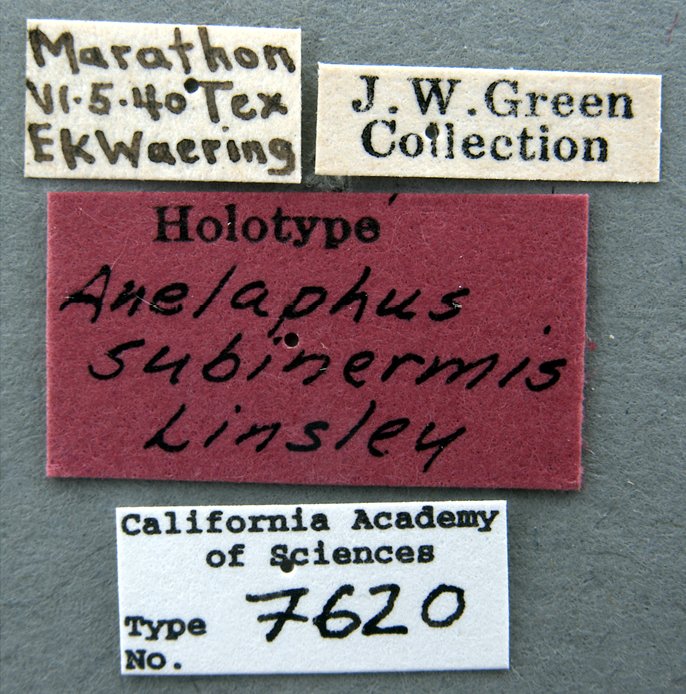 Marathon
VI·5·40 Tex
EKWaering
J.W.Green
Collection
Holotype
Anelaphus
subinermis
Linsley
California Academy
of Sciences
Type 7620
No.